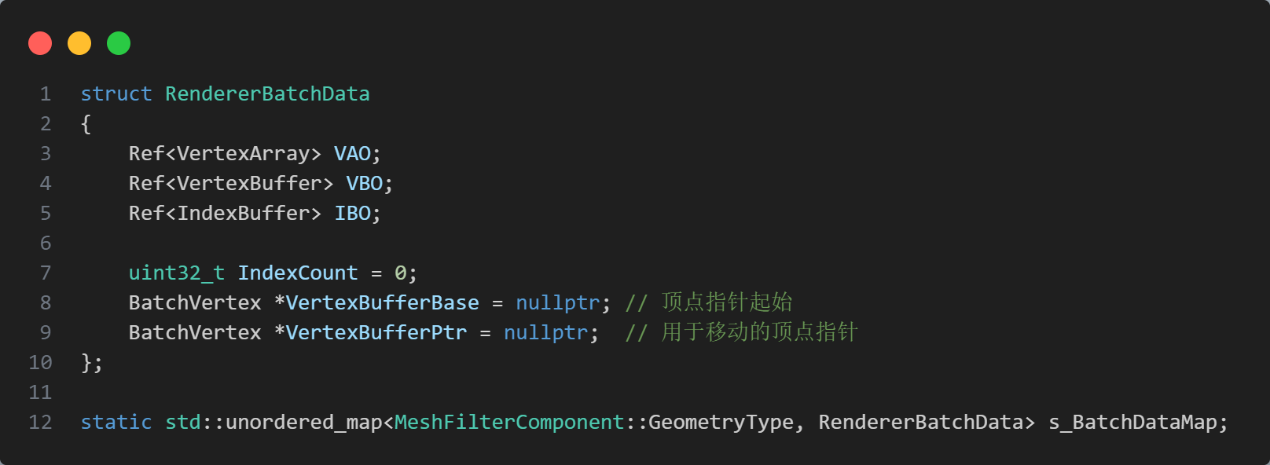 1 struct RendererBatchData
2 {
3 Ref<VertexArray> VAO;
4 Ref<VertexBuffer> VBO;
5 Ref<IndexBuffer> IBO;
6
7 uint32_t IndexCount = 0;
8 BatchVertex *VertexBufferBase = nullptr; // 顶点指针起始
9 BatchVertex *VertexBufferPtr = nullptr; // 用于移动的顶点指针
10 };
11
12 static std::unordered_map<MeshFilterComponent::GeometryType, RendererBatchData> s_BatchDataMap;